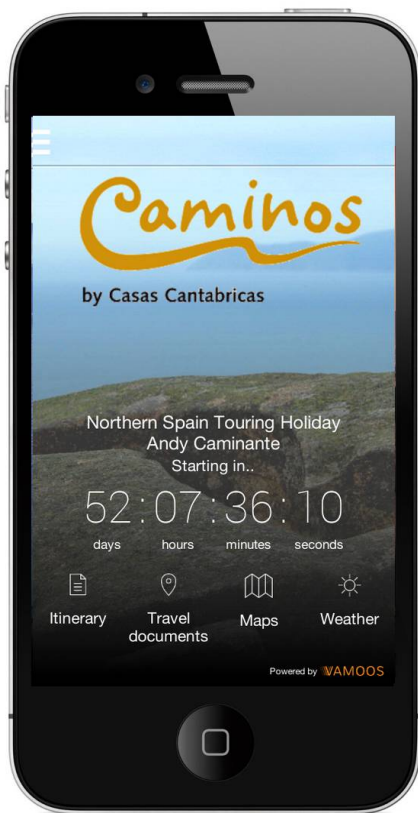 Caminos
by Casas Cantabricas
Northern Spain Touring Holiday
Andy Caminante
Starting in..
52:07:36:10
days hours minutes seconds
Itinerary Travel documents Maps Weather
Powered by VAMOOS